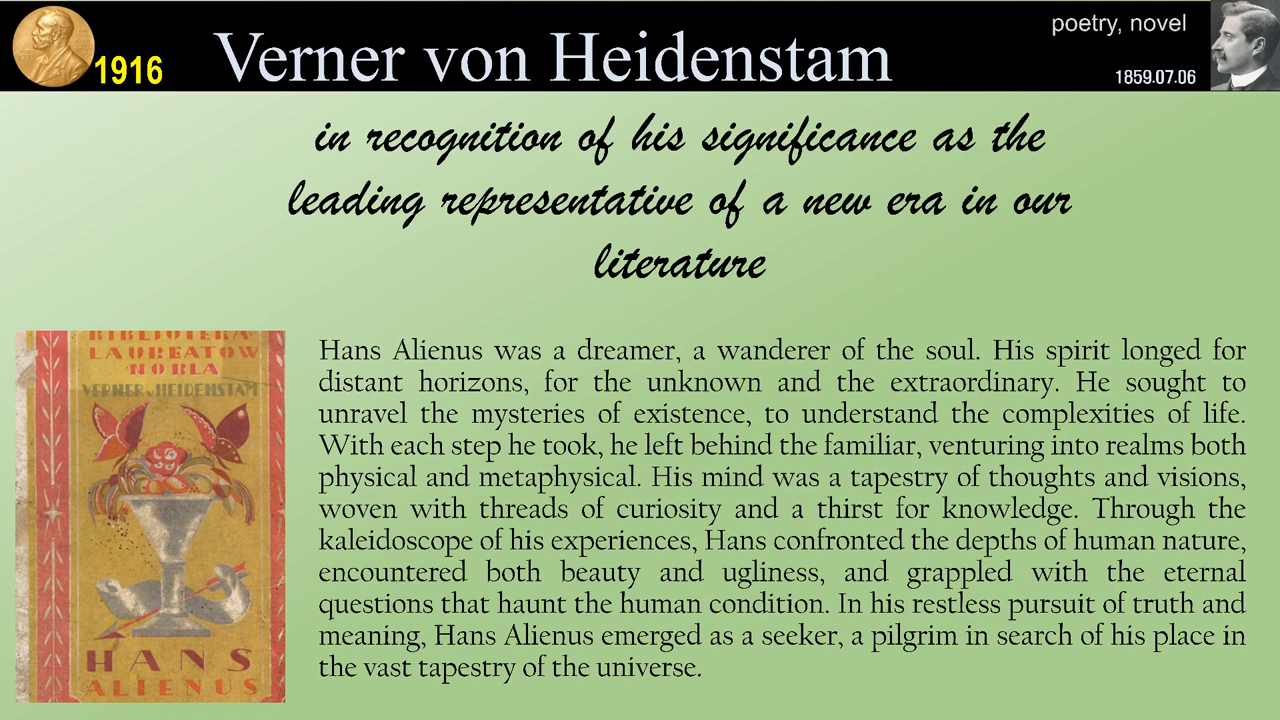 1916
Verner von Heidenstam
poetry, novel
1859.07.06
in recognition of his significance as the
leading representative of a new era in our
literature
BIBLJOTEKA
LAUREATOW
NOBLA
VERNER v. HEIDENSTAM
HANS
ALIENUS
Hans Alienus was a dreamer, a wanderer of the soul. His spirit longed for
distant horizons, for the unknown and the extraordinary. He sought to
unravel the mysteries of existence, to understand the complexities of life.
With each step he took, he left behind the familiar, venturing into realms both
physical and metaphysical. His mind was a tapestry of thoughts and visions,
woven with threads of curiosity and a thirst for knowledge. Through the
kaleidoscope of his experiences, Hans confronted the depths of human nature,
encountered both beauty and ugliness, and grappled with the eternal
questions that haunt the human condition. In his restless pursuit of truth and
meaning, Hans Alienus emerged as a seeker, a pilgrim in search of his place in
the vast tapestry of the universe.